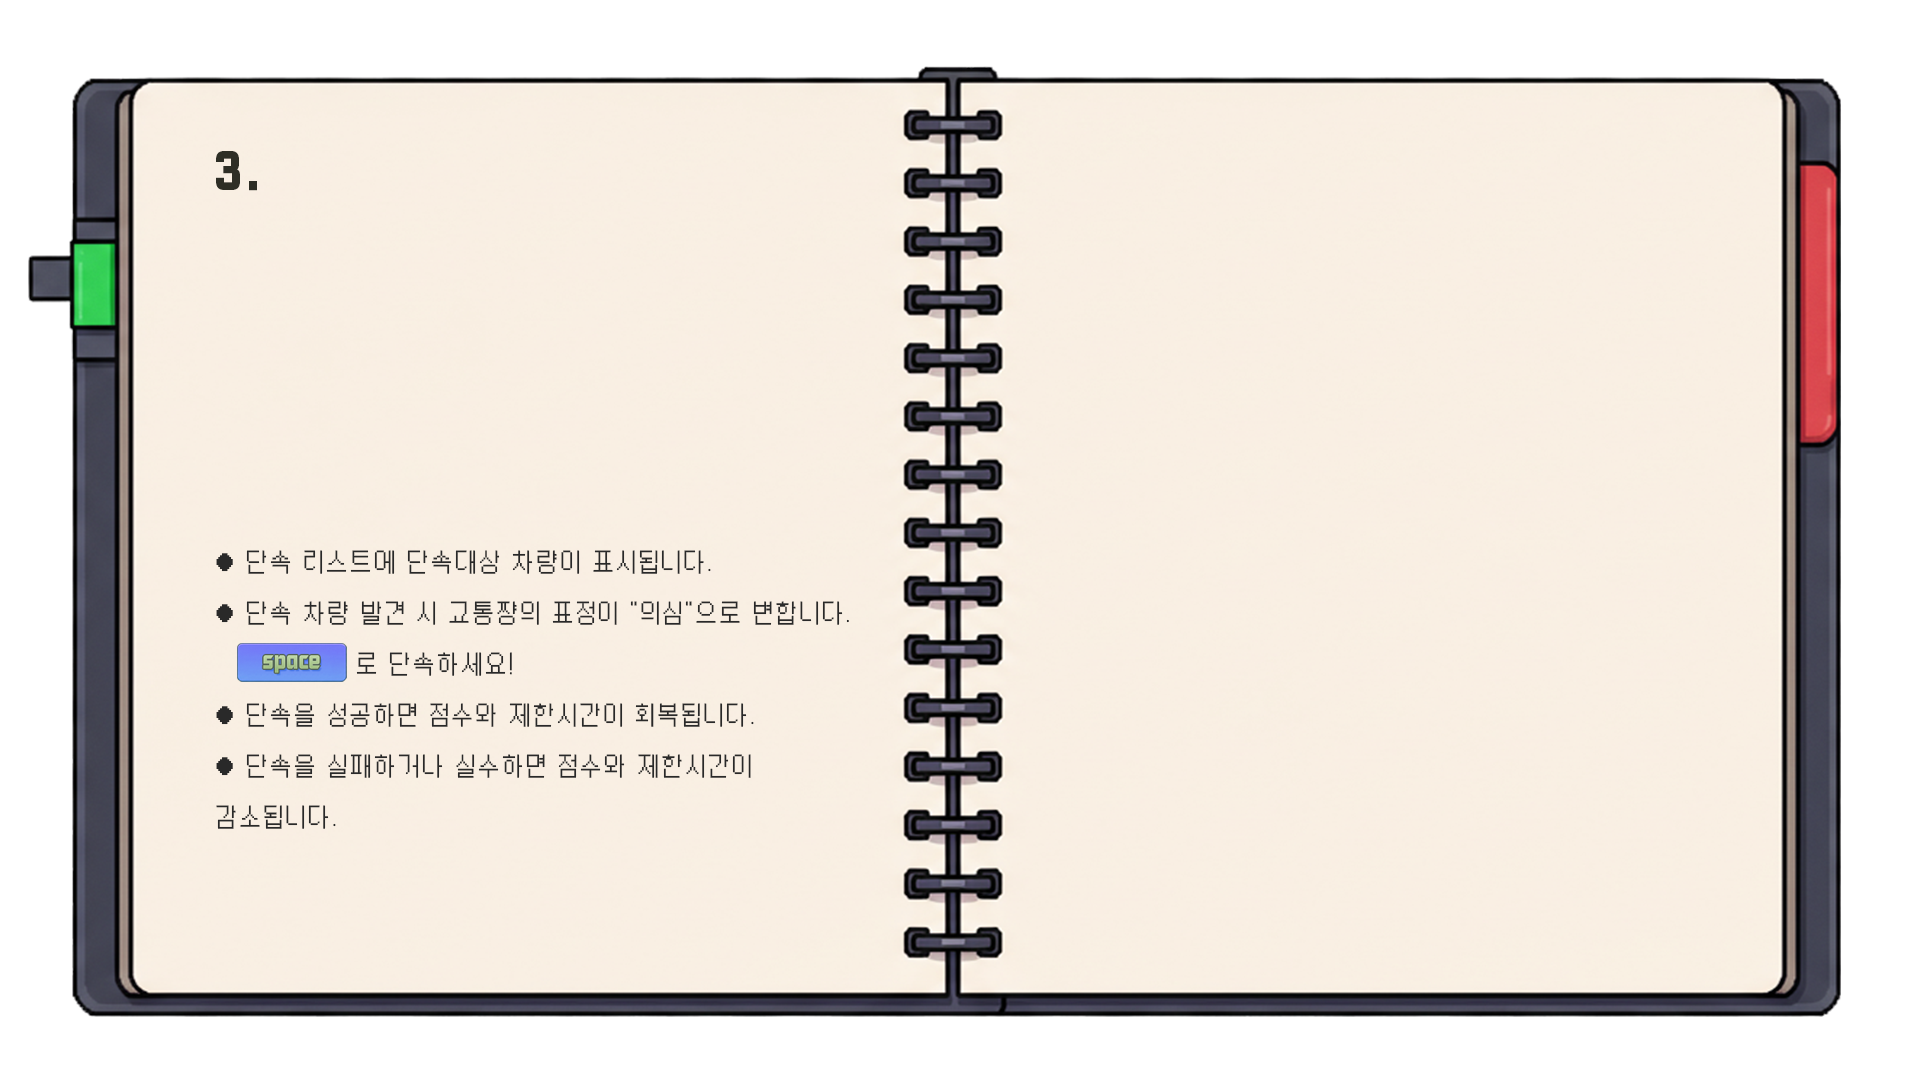 3.
● 단속 리스트에 단속대상 차량이 표시됩니다.
● 단속 차량 발견 시 교통쨩의 표정이 "의심"으로 변합니다.
space 로 단속하세요!
● 단속을 성공하면 점수와 제한시간이 회복됩니다.
● 단속을 실패하거나 실수하면 점수와 제한시간이
감소됩니다.